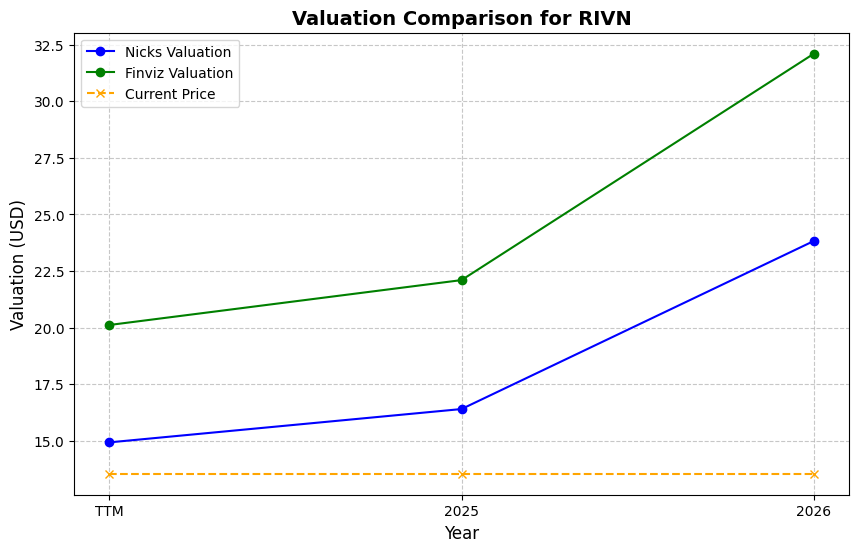 Valuation Comparison for RIVN
Nicks Valuation
Finviz Valuation
Current Price
Valuation (USD)
32.5
30.0
27.5
25.0
22.5
20.0
17.5
15.0
TTM
2025
2026
Year